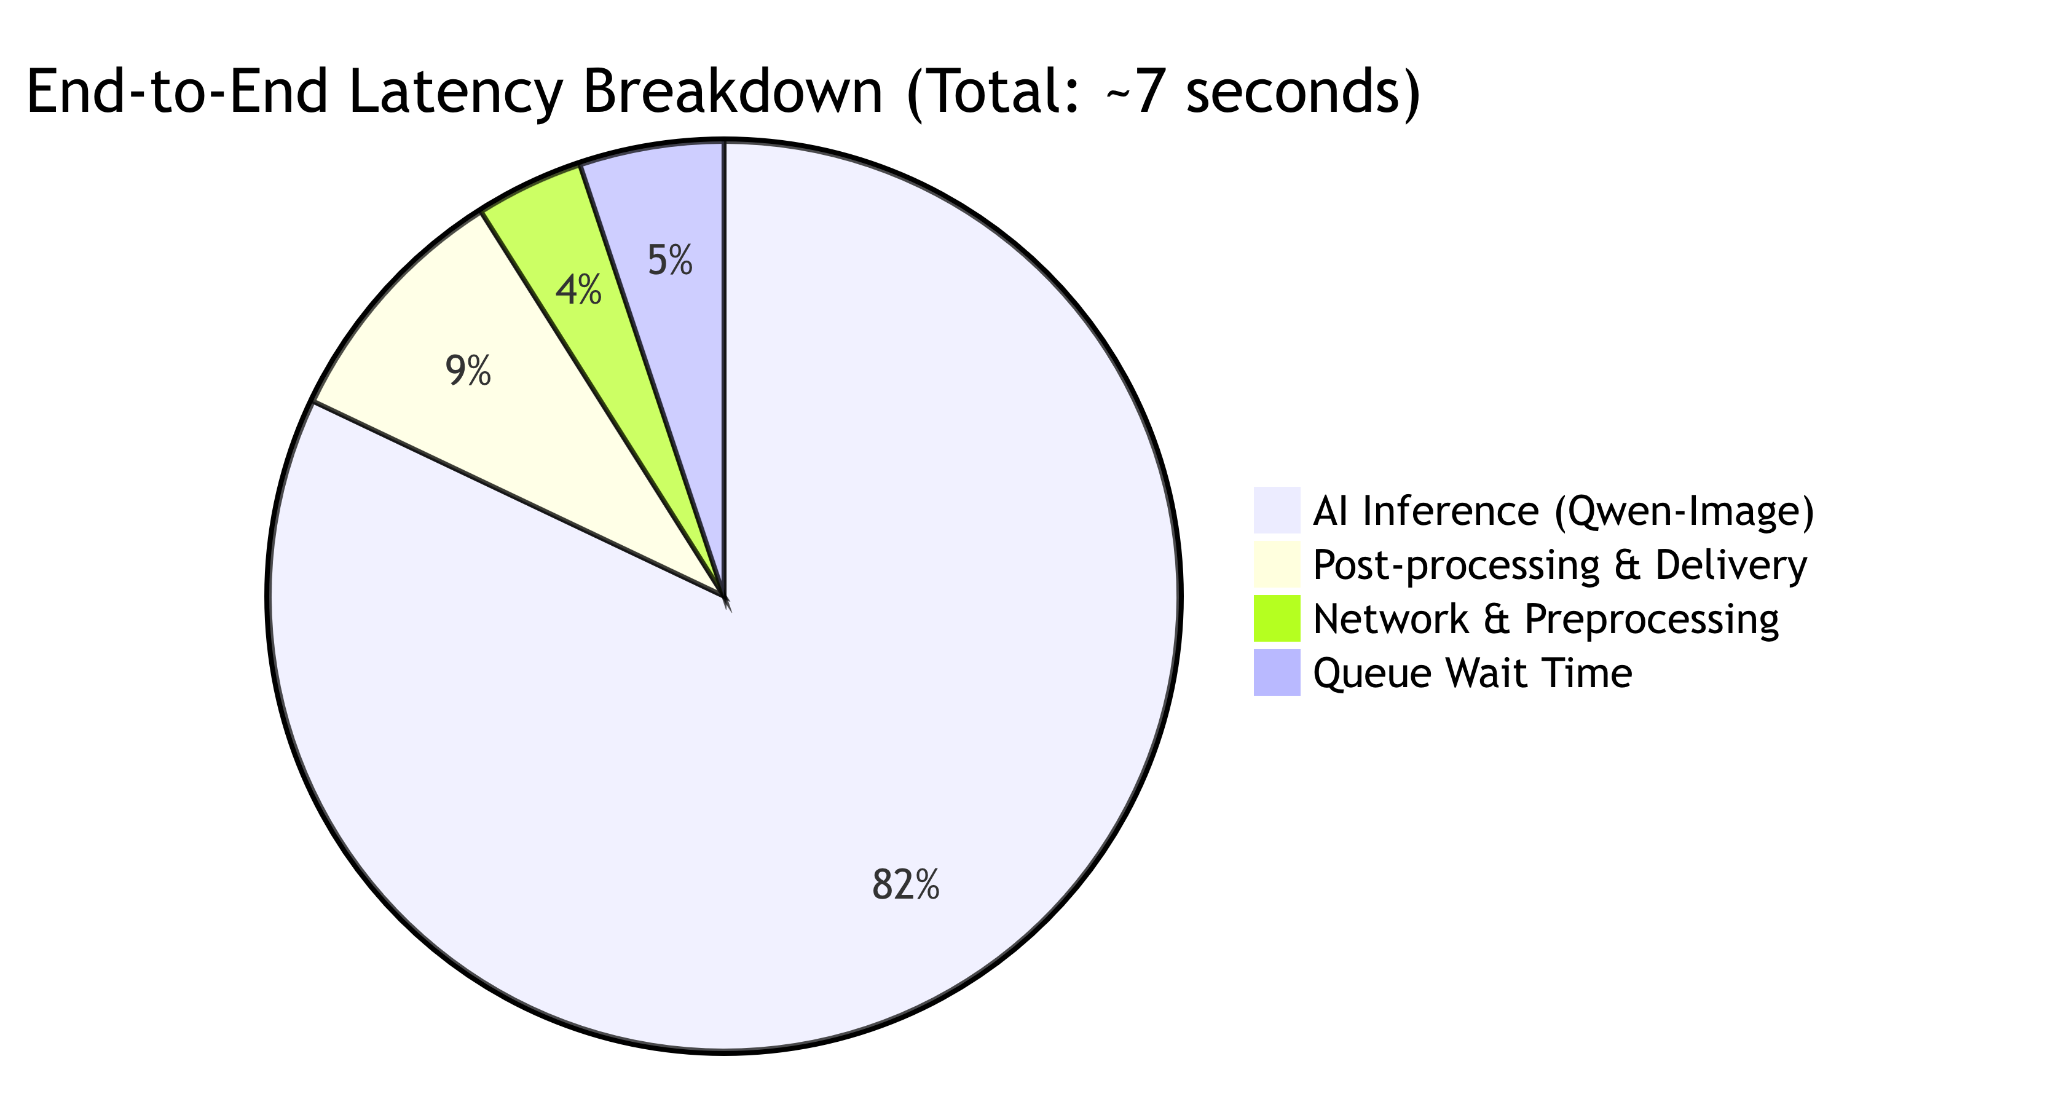 End-to-End Latency Breakdown (Total: ~7 seconds)
5%
4%
9%
82%
AI Inference (Qwen-Image)
Post-processing & Delivery
Network & Preprocessing
Queue Wait Time